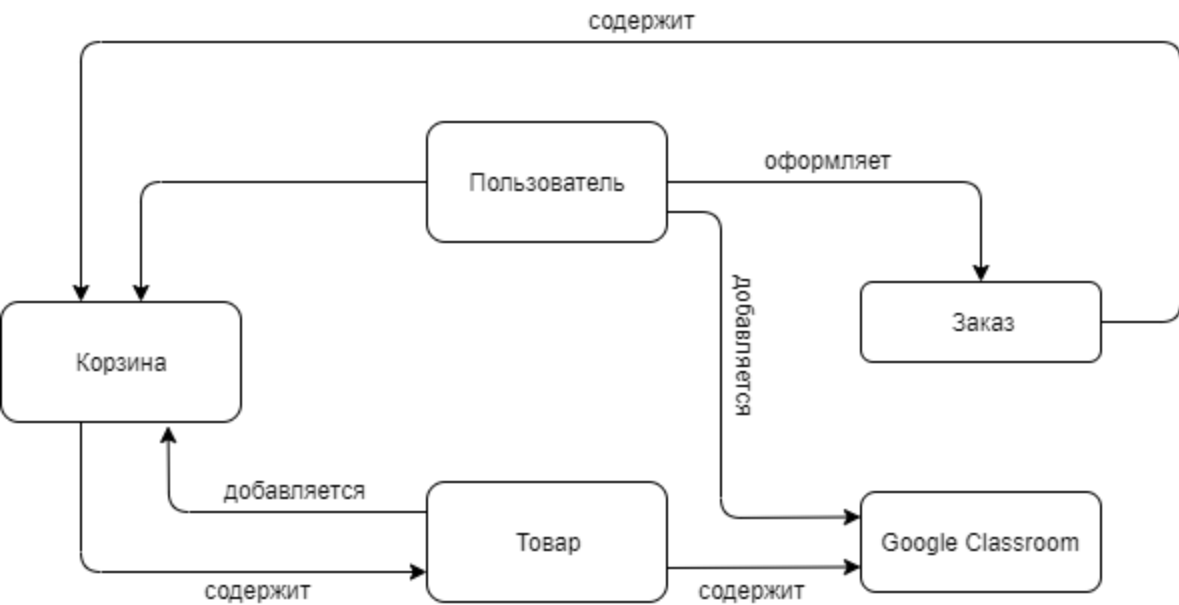 содержит
Пользователь
оформляет
добавляется
Заказ
Корзина
добавляется
Товар
Google Classroom
содержит
содержит